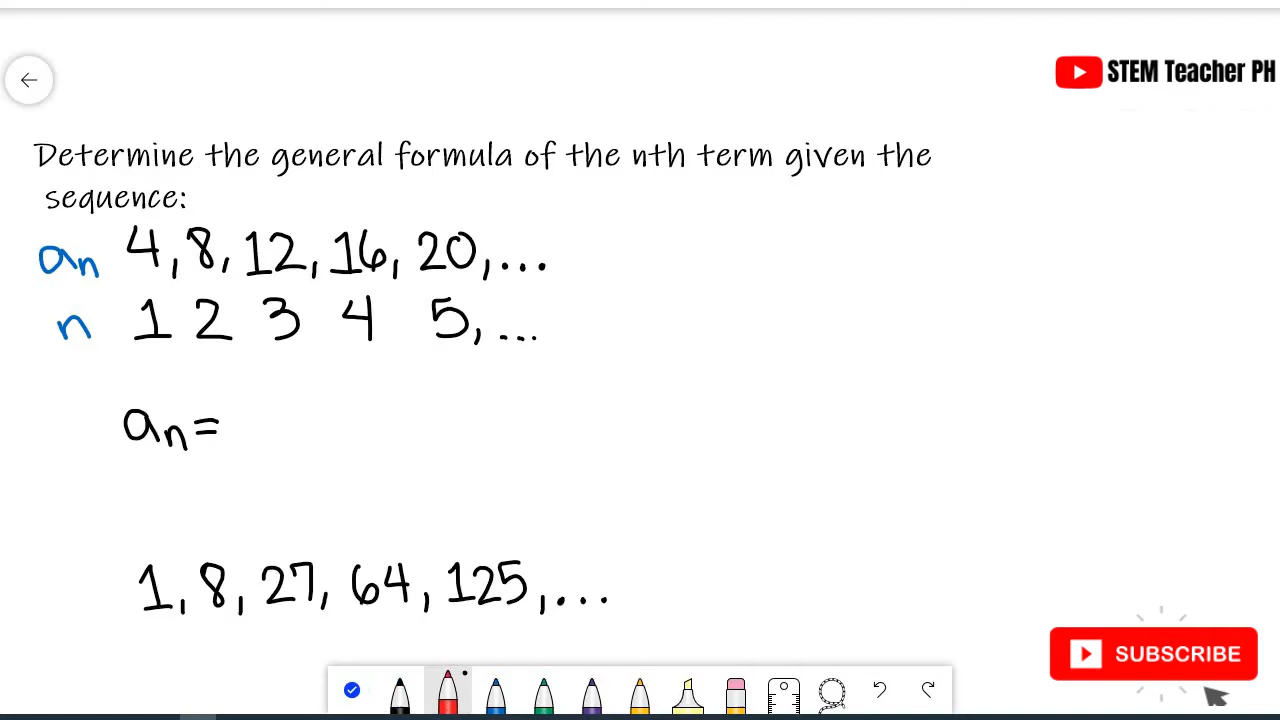 STEM Teacher PH
Determine the general formula of the nth term given the
sequence:
an 4, 8, 12, 16, 20, ...
n 1 2 3 4 5, ...
an =
1, 8, 27, 64, 125, ...
SUBSCRIBE